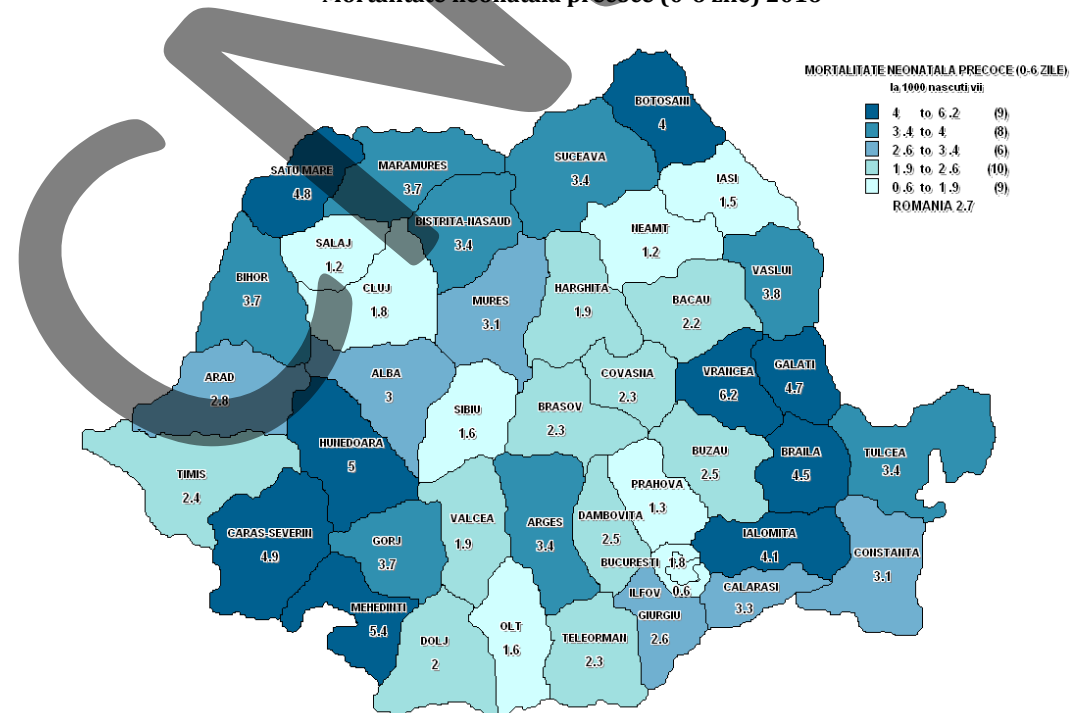 Mortalitate neonatala precoce (0-6 zile) 2018
MORTALITATE NEONATALA PRECOCE (0-6 ZILE)
la 1000 nascuti vii
4 to 6.2 (9)
3.4 to 4 (8)
2.6 to 3.4 (6)
1.9 to 2.6 (10)
0.6 to 1.9 (9)
ROMANIA 2.7
BOTOSANI
4
SUCEAVA
3.4
MARAMURES
3.7
SATU MARE
4.8
IASI
1.5
BISTRITA-NASAUD
3.4
NEAMT
1.2
SALAJ
1.2
VASLUI
3.8
BIHOR
3.7
CLUJ
1.8
MURES
3.1
HARGHITA
1.9
BACAU
2.2
ARAD
2.8
ALBA
3
COVASNA
2.3
VRANCEA
6.2
GALATI
4.7
SIBIU
1.6
BRASOV
2.3
HUNEDOARA
5
BUZAU
2.5
BRAILA
4.5
TULCEA
3.4
TIMIS
2.4
PRAHOVA
1.3
CARAS-SEVERIN
4.9
GORJ
3.7
VALCEA
1.9
ARGES
3.4
DAMBOVITA
2.5
IALOMITA
4.1
CONSTANTA
3.1
BUCURESTI
1.8
ILFOV
0.6
CALARASI
3.3
MEHEDINTI
5.4
GIURGIU
2.6
DOLJ
2
OLT
1.6
TELEORMAN
2.3